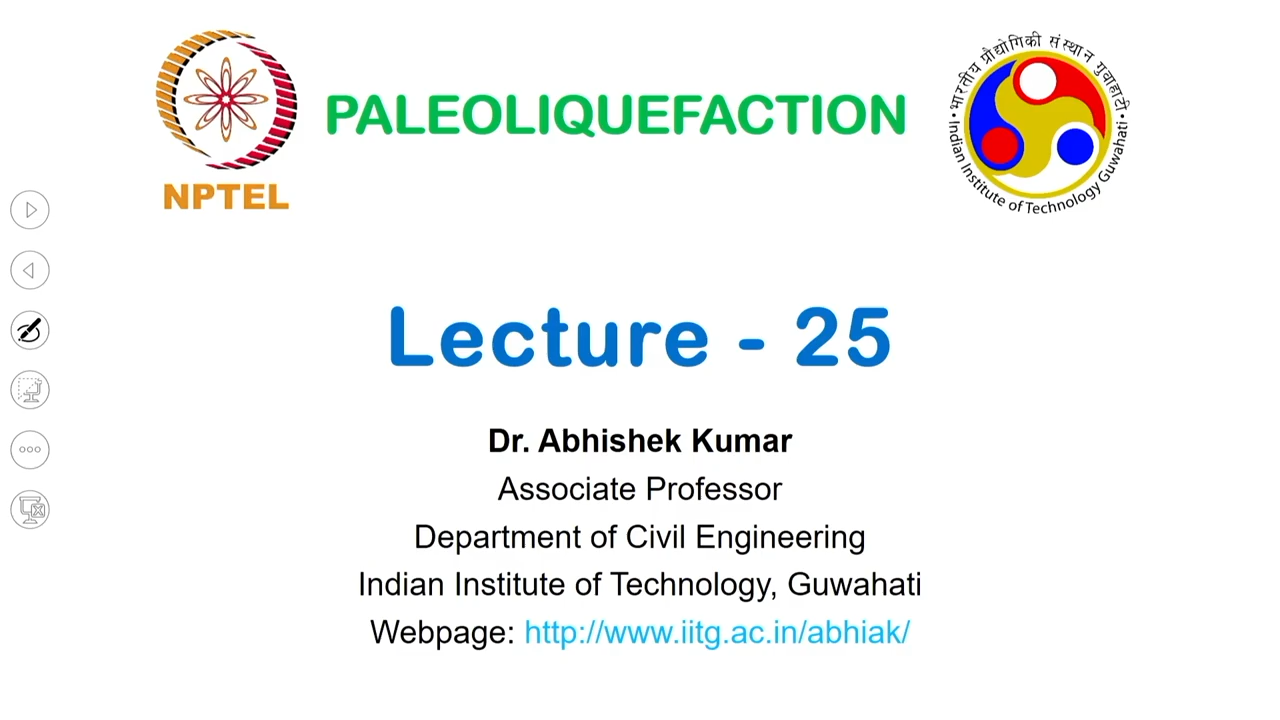 PALEOLIQUEFACTION
NPTEL
भारतीय प्रौद्योगिकी संस्थान गुवाहाटी
Indian Institute of Technology Guwahati
Lecture - 25
Dr. Abhishek Kumar
Associate Professor
Department of Civil Engineering
Indian Institute of Technology, Guwahati
Webpage: http://www.iitg.ac.in/abhiak/